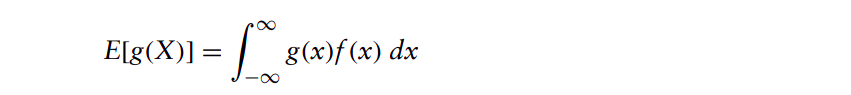 E[g(X)] = ∫_{−∞}^{∞} g(x)f(x) dx